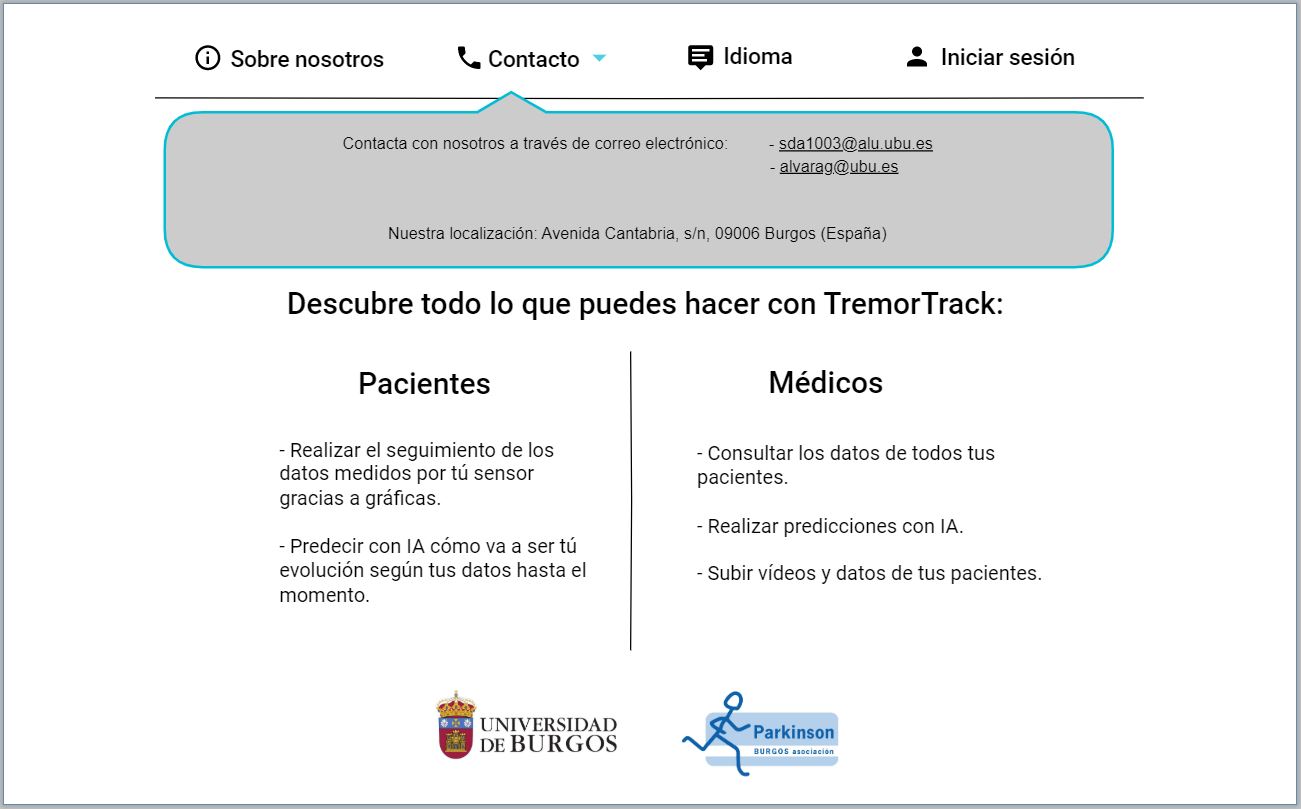 Sobre nosotros
Contacto
Idioma
Iniciar sesión
Contacta con nosotros a través de correo electrónico:
- sda1003@alu.ubu.es
- alvarag@ubu.es
Nuestra localización: Avenida Cantabria, s/n, 09006 Burgos (España)
Descubre todo lo que puedes hacer con TremorTrack:
Pacientes
- Realizar el seguimiento de los
datos medidos por tú sensor
gracias a gráficas.
- Predecir con IA cómo va a ser tú
evolución según tus datos hasta el
momento.
Médicos
- Consultar los datos de todos tus
pacientes.
- Realizar predicciones con IA.
- Subir vídeos y datos de tus pacientes.
UNIVERSIDAD
DE BURGOS
Parkinson
BURGOS asociación